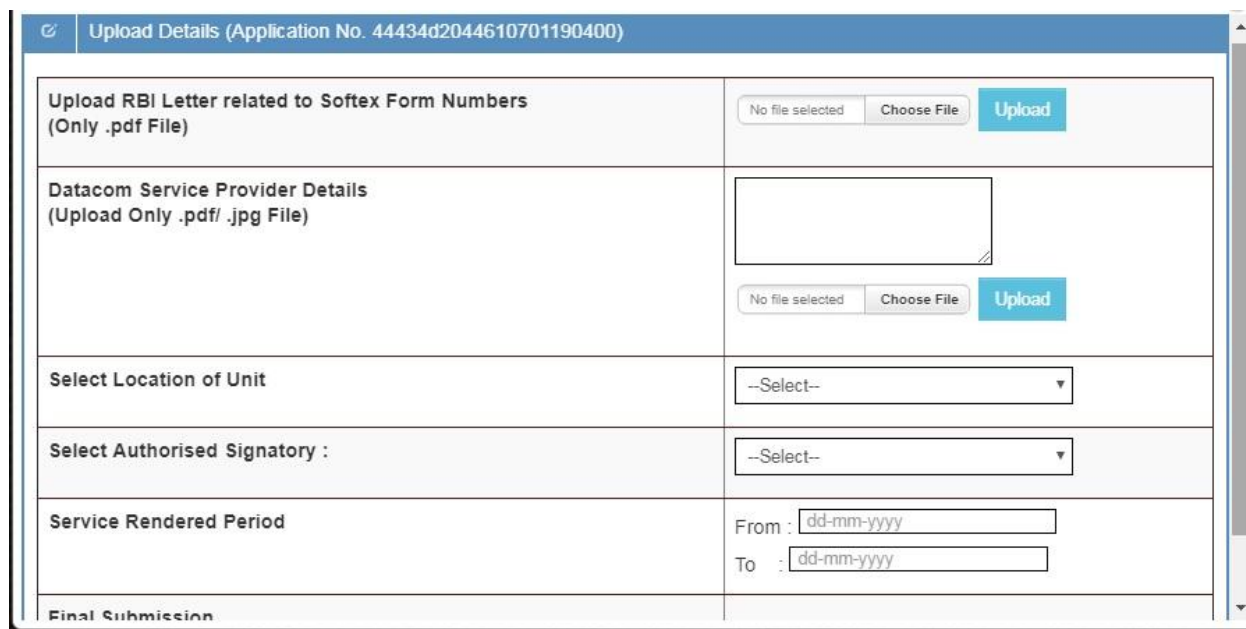 Upload Details (Application No. 44434d2044610701190400)
Upload RBI Letter related to Softex Form Numbers
(Only .pdf File)
No file selected Choose File Upload
Datacom Service Provider Details
(Upload Only .pdf/ .jpg File)
No file selected Choose File Upload
Select Location of Unit
--Select--
Select Authorised Signatory :
--Select--
Service Rendered Period
From : dd-mm-yyyy
To : dd-mm-yyyy
Final Submission